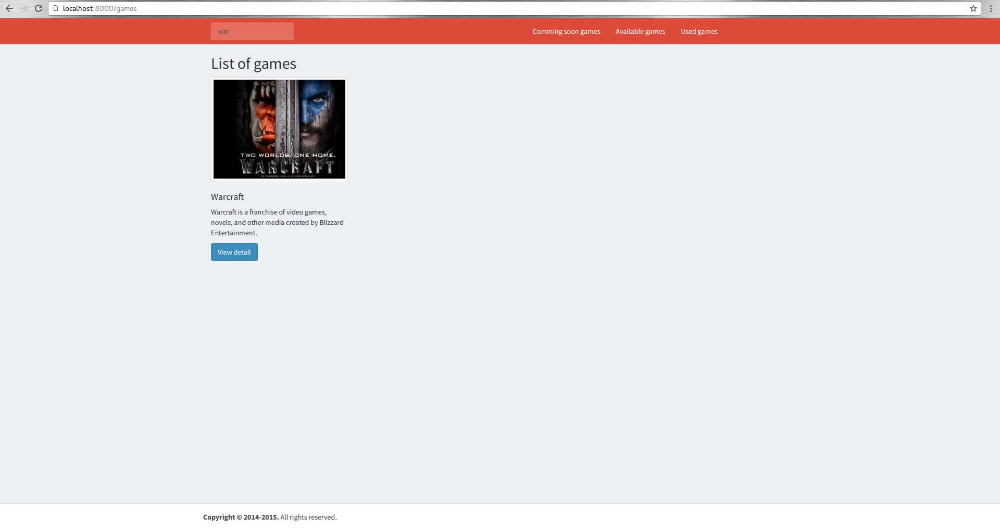 localhost:8000/games
war
Comming soon games
Available games
Used games
List of games
TWO WORLDS. ONE HOME.
WARCRAFT
Warcraft
Warcraft is a franchise of video games,
novels, and other media created by Blizzard
Entertainment.
View detail
Copyright © 2014-2015. All rights reserved.